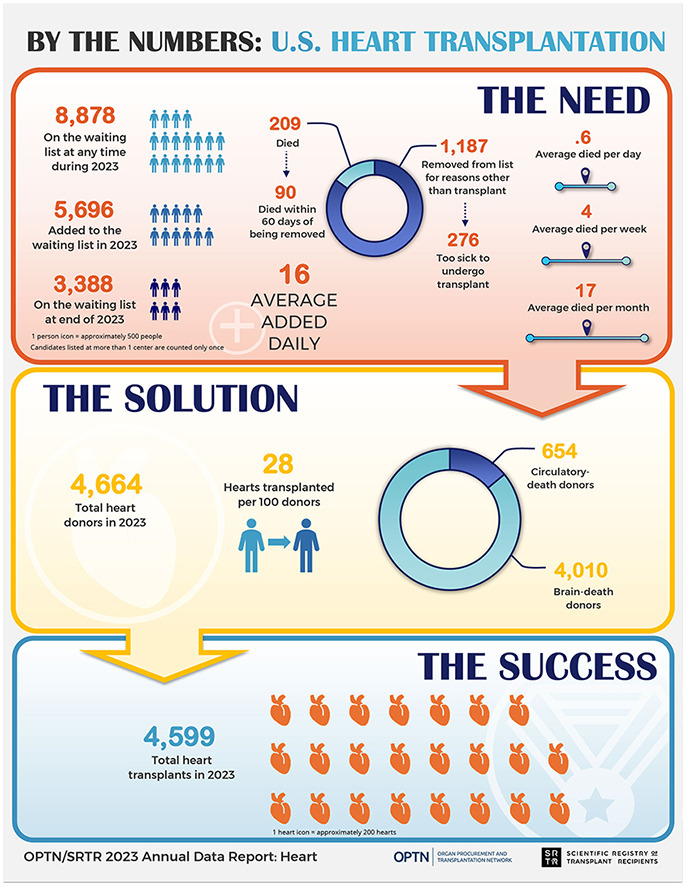 BY THE NUMBERS: U.S. HEART TRANSPLANTATION
THE NEED
8,878
On the waiting
list at any time
during 2023
5,696
Added to the
waiting list in 2023
3,388
On the waiting list
at end of 2023
1 person icon = approximately 500 people
Candidates listed at more than 1 center are counted only once
209
Died
90
Died within
60 days of
being removed
16
AVERAGE
ADDED
DAILY
1,187
Removed from list
for reasons other
than transplant
276
Too sick to
undergo
transplant
.6
Average died per day
4
Average died per week
17
Average died per month
THE SOLUTION
4,664
Total heart
donors in 2023
28
Hearts transplanted
per 100 donors
654
Circulatory-
death donors
4,010
Brain-death
donors
THE SUCCESS
4,599
Total heart
transplants in 2023
1 heart icon = approximately 200 hearts
OPTN/SRTR 2023 Annual Data Report: Heart
OPTN
ORGAN PROCUREMENT AND
TRANSPLANTATION NETWORK
SR
TR
SCIENTIFIC REGISTRY OF
TRANSPLANT RECIPIENTS